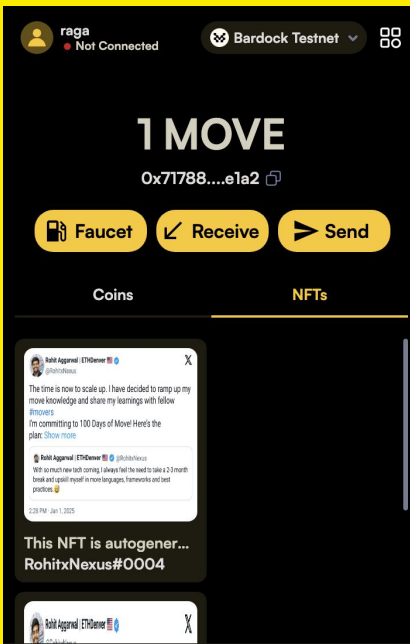 raga
Not Connected
Bardock Testnet
1 MOVE
0x71788....e1a2
Faucet
Receive
Send
Coins
NFTs
Rohit Aggarwal | ETHDenver 🇺🇸
@RohitxNexus
X
The time is now to scale up. I have decided to ramp up my
move knowledge and share my learnings with fellow
#movers
I'm committing to 100 Days of Move! Here's the
plan: Show more
Rohit Aggarwal | ETHDenver 🇺🇸 @RohitxNexus
With so much new tech coming, I always feel the need to take a 2-3 month
break and upskill myself in more languages, frameworks and best
practices.😅
2:28 PM · Jan 1, 2025
This NFT is autogener...
RohitxNexus#0004
Rohit Aggarwal | ETHDenver 🇺🇸
X